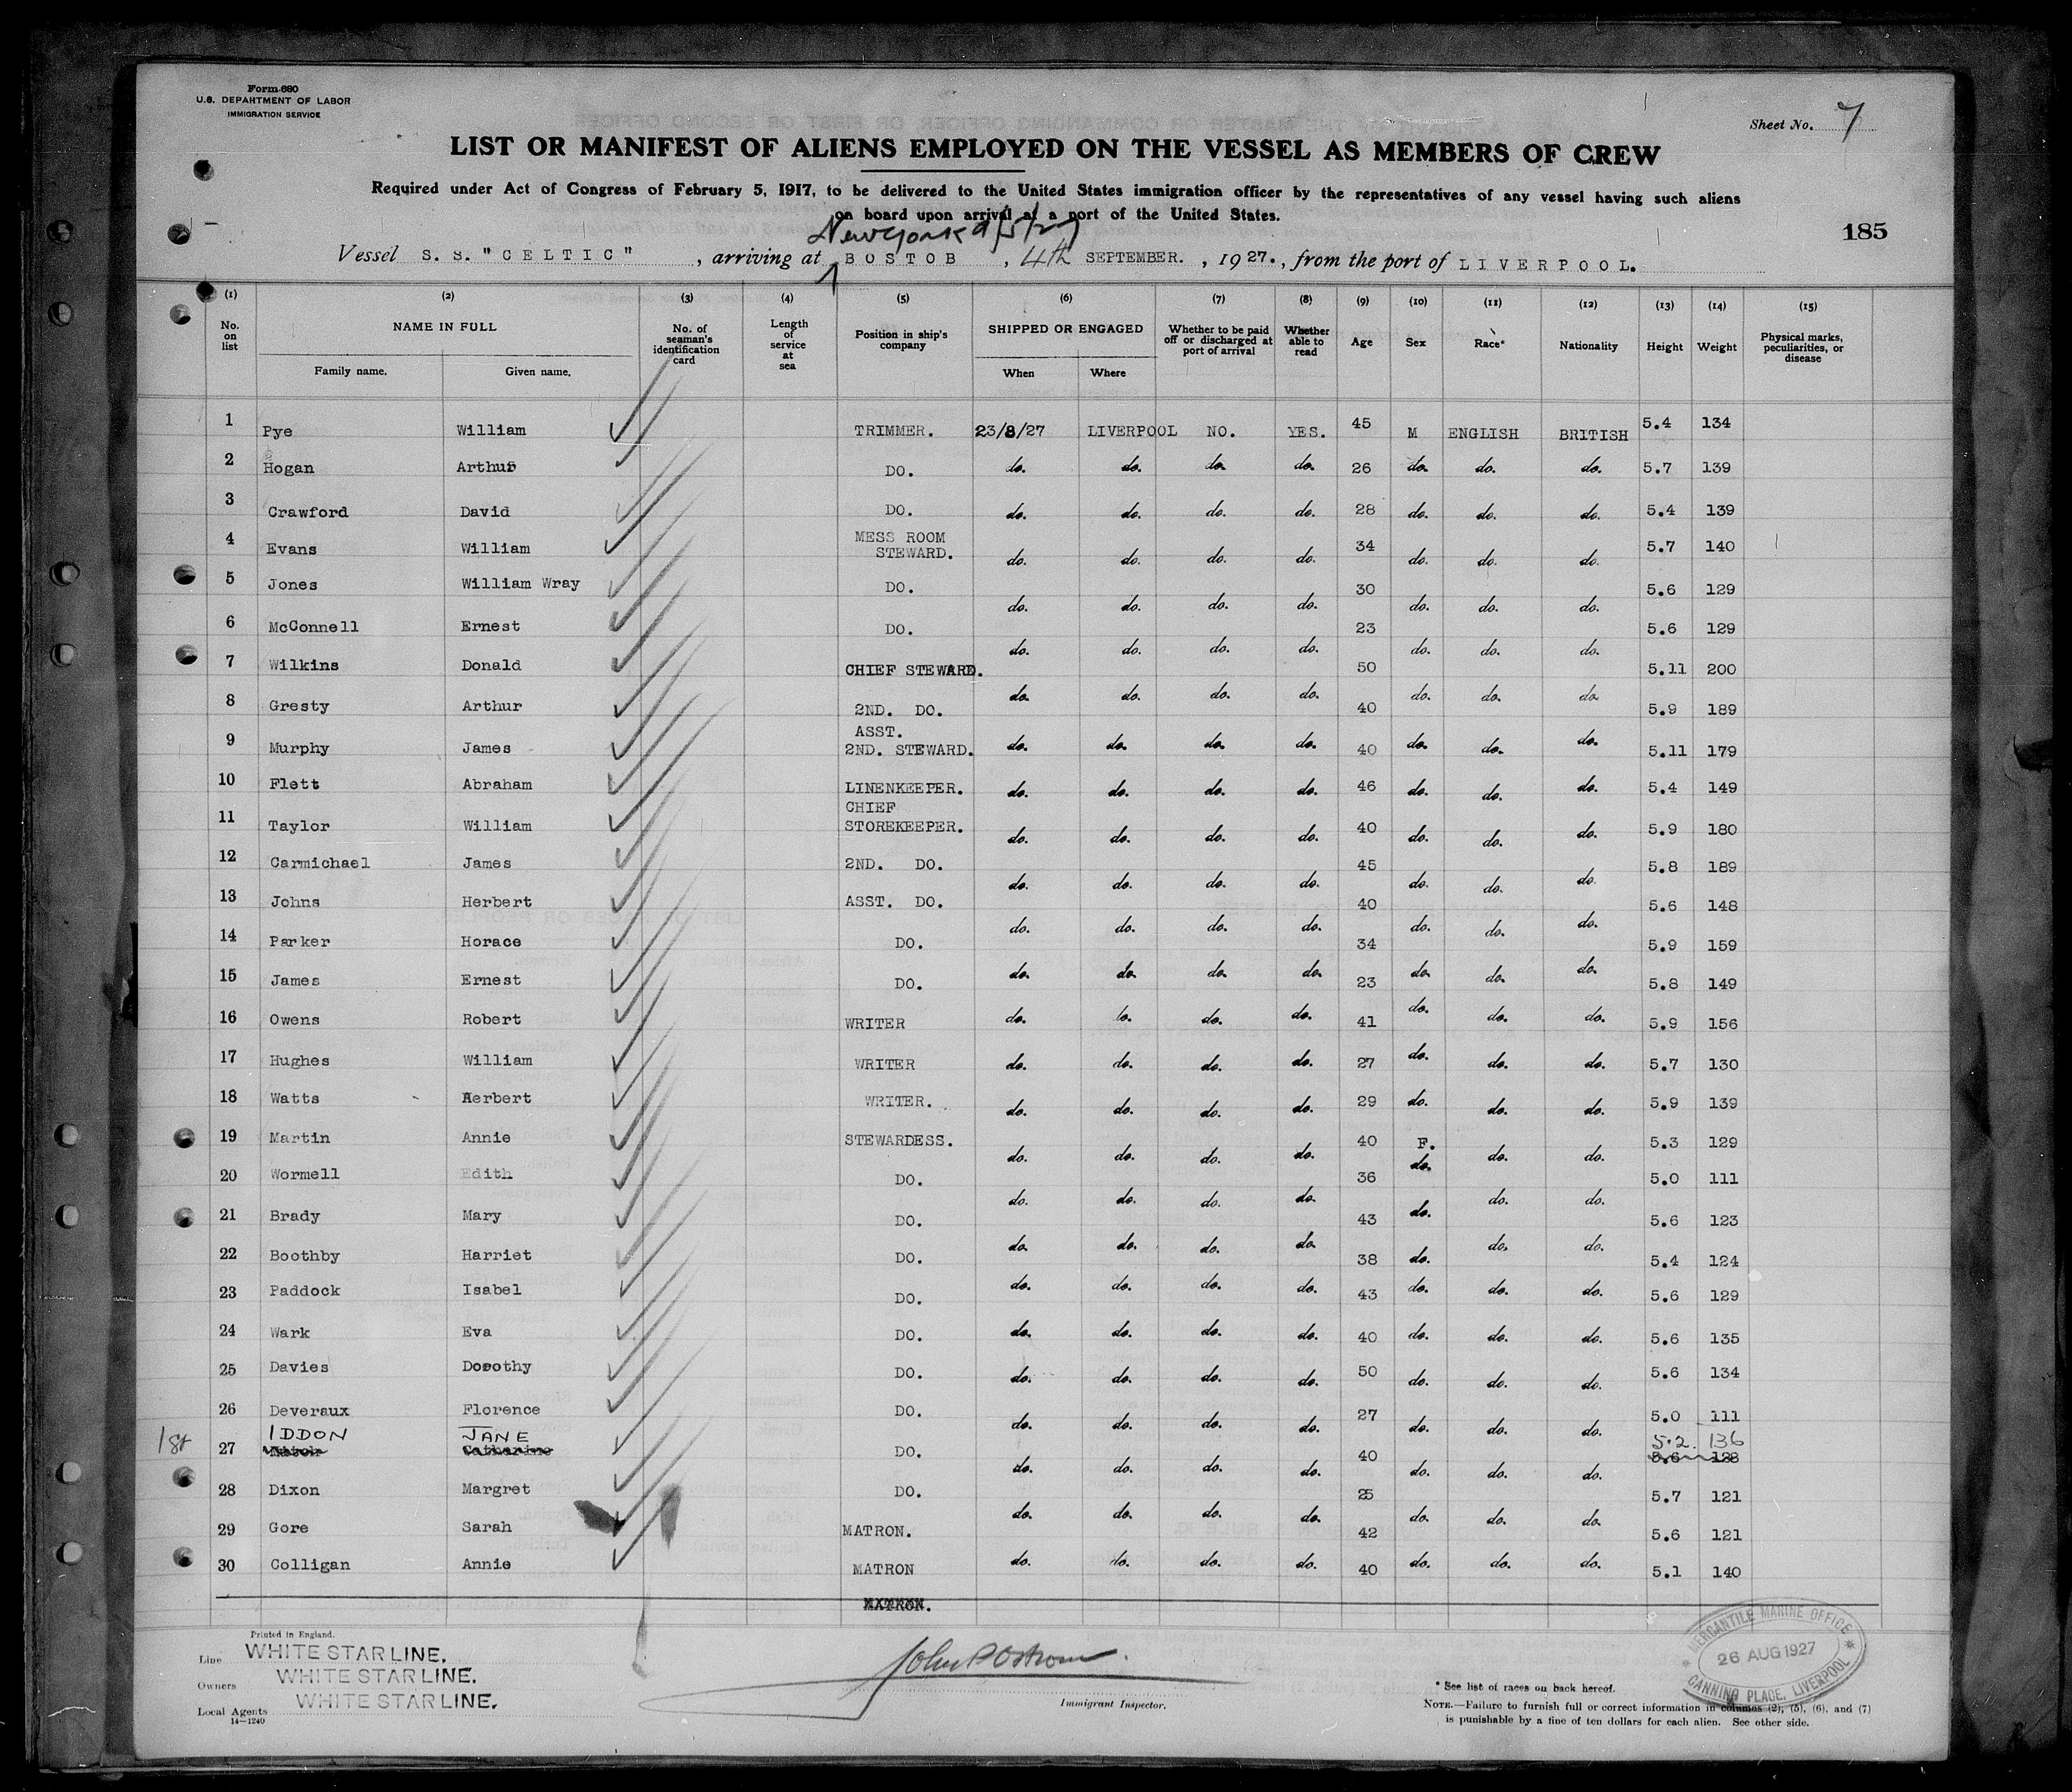 Form 680
U.S. DEPARTMENT OF LABOR
IMMIGRATION SERVICE
Sheet No. 7
LIST OR MANIFEST OF ALIENS EMPLOYED ON THE VESSEL AS MEMBERS OF CREW
Required under Act of Congress of February 5, 1917, to be delivered to the United States immigration officer by the representatives of any vessel having such aliens
on board upon arrival at a port of the United States.
185
New York 9/5/27
Vessel S. S. "CELTIC" , arriving at BOSTOB , 4th SEPTEMBER. , 1927. , from the port of LIVERPOOL.
(1) (2) (3) (4) (5) (6) (7) (8) (9) (10) (11) (12) (13) (14) (15)
No. on list NAME IN FULL No. of seaman's identification card Length of service at sea Position in ship's company SHIPPED OR ENGAGED Whether to be paid off or discharged at port of arrival Whether able to read Age Sex Race* Nationality Height Weight Physical marks, peculiarities, or disease
Family name. Given name. When Where
1 Pye William TRIMMER. 23/8/27 LIVERPOOL NO. YES. 45 M ENGLISH BRITISH 5.4 134
2 Hogan Arthur DO. do. do. do. do. 26 do. do. do. 5.7 139
3 Crawford David DO. do. do. do. do. 28 do. do. do. 5.4 139
4 Evans William MESS ROOM STEWARD. do. do. do. do. 34 do. do. do. 5.7 140
5 Jones William Wray DO. do. do. do. do. 30 do. do. do. 5.6 129
6 McConnell Ernest DO. do. do. do. do. 23 do. do. do. 5.6 129
7 Wilkins Donald CHIEF STEWARD. do. do. do. do. 50 do. do. do. 5.11 200
8 Gresty Arthur 2ND. DO. do. do. do. do. 40 do. do. do. 5.9 189
9 Murphy James ASST. 2ND. STEWARD. do. do. do. do. 40 do. do. do. 5.11 179
10 Flett Abraham LINENKEEPER. do. do. do. do. 46 do. do. do. 5.4 149
11 Taylor William CHIEF STOREKEEPER. do. do. do. do. 40 do. do. do. 5.9 180
12 Carmichael James 2ND. DO. do. do. do. do. 45 do. do. do. 5.8 189
13 Johns Herbert ASST. DO. do. do. do. do. 40 do. do. do. 5.6 148
14 Parker Horace DO. do. do. do. do. 34 do. do. do. 5.9 159
15 James Ernest DO. do. do. do. do. 23 do. do. do. 5.8 149
16 Owens Robert WRITER do. do. do. do. 41 do. do. do. 5.9 156
17 Hughes William WRITER do. do. do. do. 27 do. do. do. 5.7 130
18 Watts Herbert WRITER. do. do. do. do. 29 do. do. do. 5.9 139
19 Martin Annie STEWARDESS. do. do. do. do. 40 F. do. do. 5.3 129
20 Wormell Edith DO. do. do. do. do. 36 do. do. do. 5.0 111
21 Brady Mary DO. do. do. do. do. 43 do. do. do. 5.6 123
22 Boothby Harriet DO. do. do. do. do. 38 do. do. do. 5.4 124
23 Paddock Isabel DO. do. do. do. do. 43 do. do. do. 5.6 129
24 Wark Eva DO. do. do. do. do. 40 do. do. do. 5.6 135
25 Davies Dorothy DO. do. do. do. do. 50 do. do. do. 5.6 134
26 Deveraux Florence DO. do. do. do. do. 27 do. do. do. 5.0 111
IDDON JANE 5.2. 136
1st 27 Catharine DO. do. do. do. do. 40 do. do. do. 5.6 128
28 Dixon Margret DO. do. do. do. do. 25 do. do. do. 5.7 121
29 Gore Sarah MATRON. do. do. do. do. 42 do. do. do. 5.6 121
30 Colligan Annie MATRON do. do. do. do. 40 do. do. do. 5.1 140
MATRON.
Printed in England.
Line WHITE STAR LINE.
Owners WHITE STAR LINE.
Local Agents WHITE STAR LINE.
14—1240
Immigrant Inspector.
MERCANTILE MARINE OFFICE
26 AUG 1927
CANNING PLACE, LIVERPOOL
* See list of races on back hereof.
NOTE.—Failure to furnish full or correct information in columns (2), (5), (6), and (7)
is punishable by a fine of ten dollars for each alien. See other side.